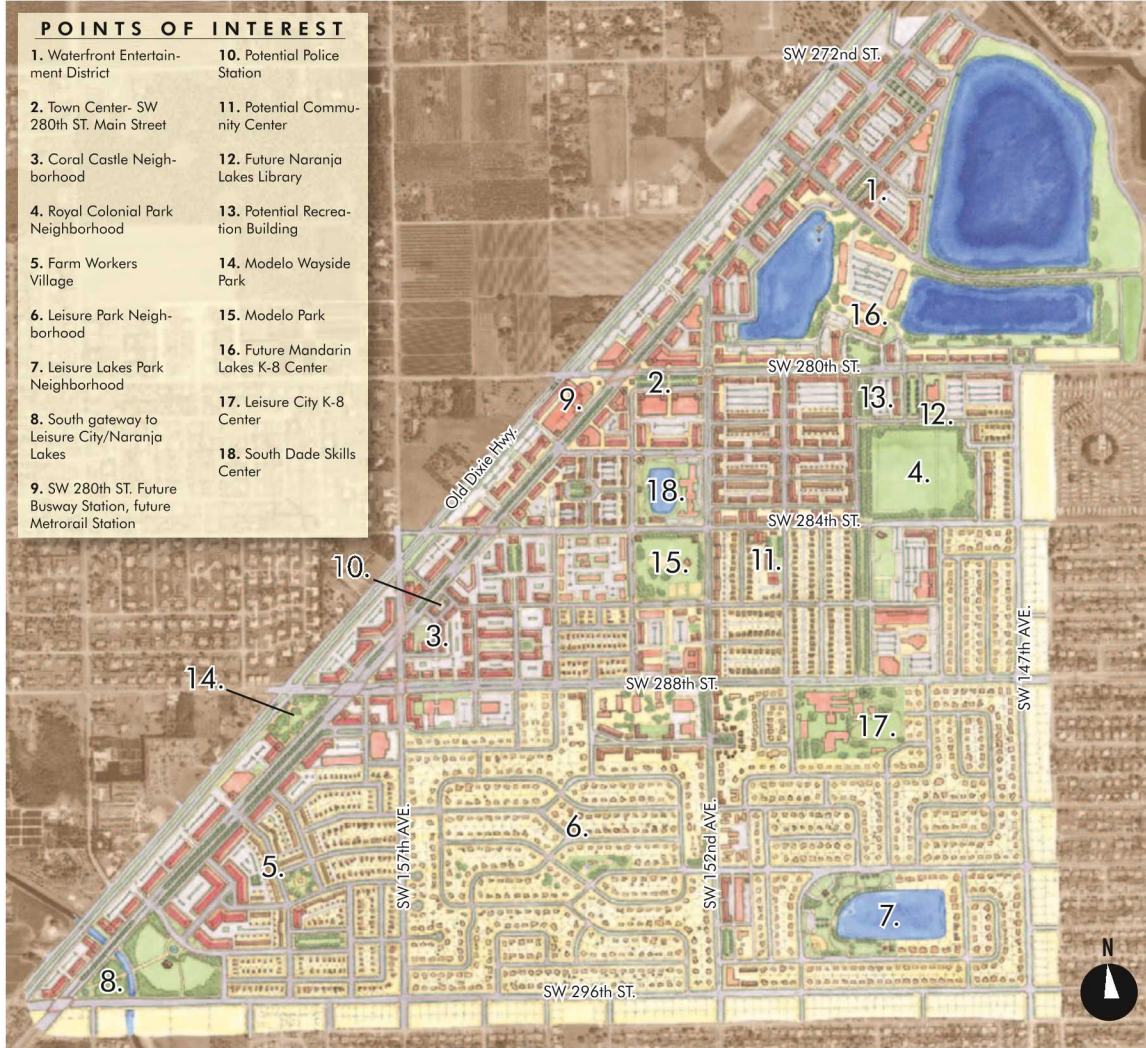 POINTS OF INTEREST
1. Waterfront Entertain-
ment District
2. Town Center- SW
280th ST. Main Street
3. Coral Castle Neigh-
borhood
4. Royal Colonial Park
Neighborhood
5. Farm Workers
Village
6. Leisure Park Neigh-
borhood
7. Leisure Lakes Park
Neighborhood
8. South gateway to
Leisure City/Naranja
Lakes
9. SW 280th ST. Future
Busway Station, future
Metrorail Station
10. Potential Police
Station
11. Potential Commu-
nity Center
12. Future Naranja
Lakes Library
13. Potential Recrea-
tion Building
14. Modelo Wayside
Park
15. Modelo Park
16. Future Mandarin
Lakes K-8 Center
17. Leisure City K-8
Center
18. South Dade Skills
Center
SW 272nd ST.
1.
16.
SW 280th ST.
2.
9.
13.
12.
Old Dixie Hwy.
4.
18.
SW 284th ST.
10.
15.
11.
3.
SW 147th AVE.
14.
SW 288th ST.
17.
6.
SW 157th AVE.
SW 152nd AVE.
5.
7.
8.
SW 296th ST.
N